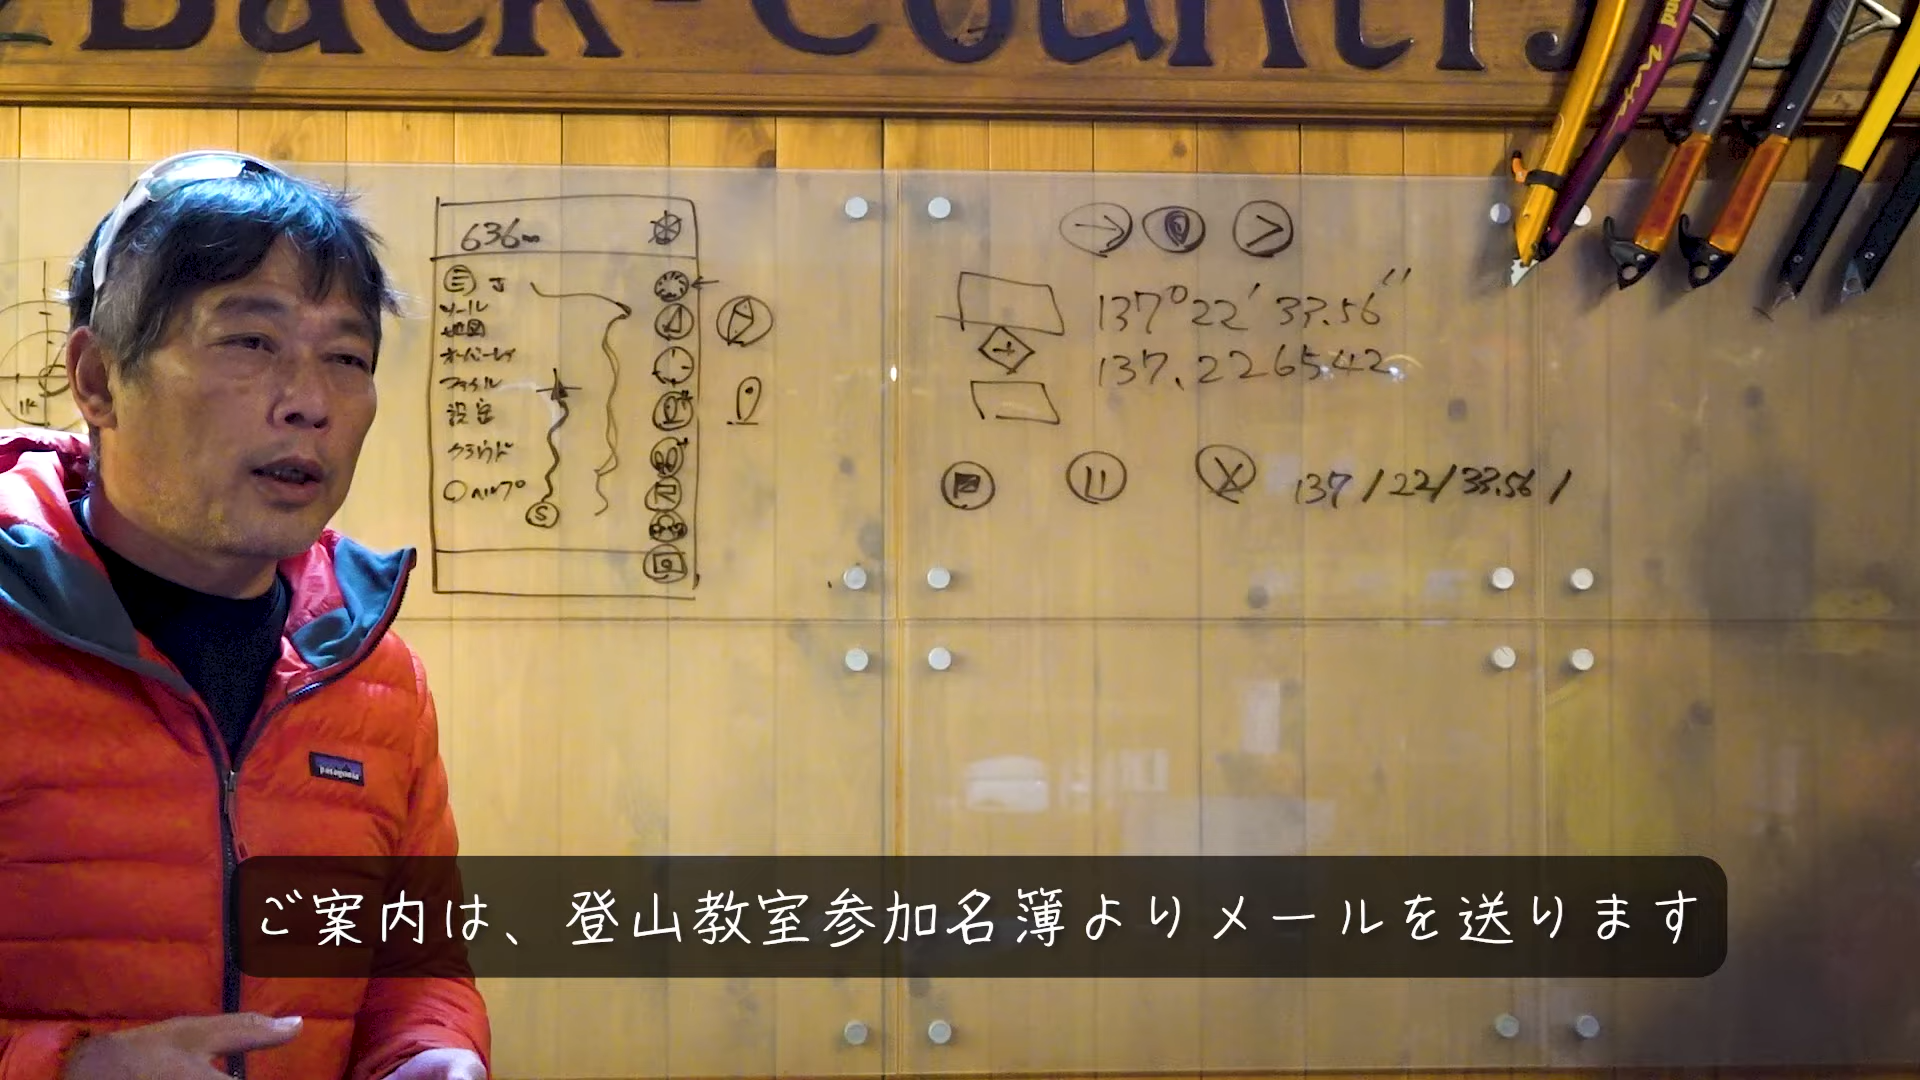 Back-Country
636m
ツール
地図
オーバーレイ
ファイル
設定
クラウド
ヘルプ
S
1K
137°22′33.56″
137.226542
137/22/33.56/
patagonia
ご案内は、登山教室参加名簿よりメールを送ります